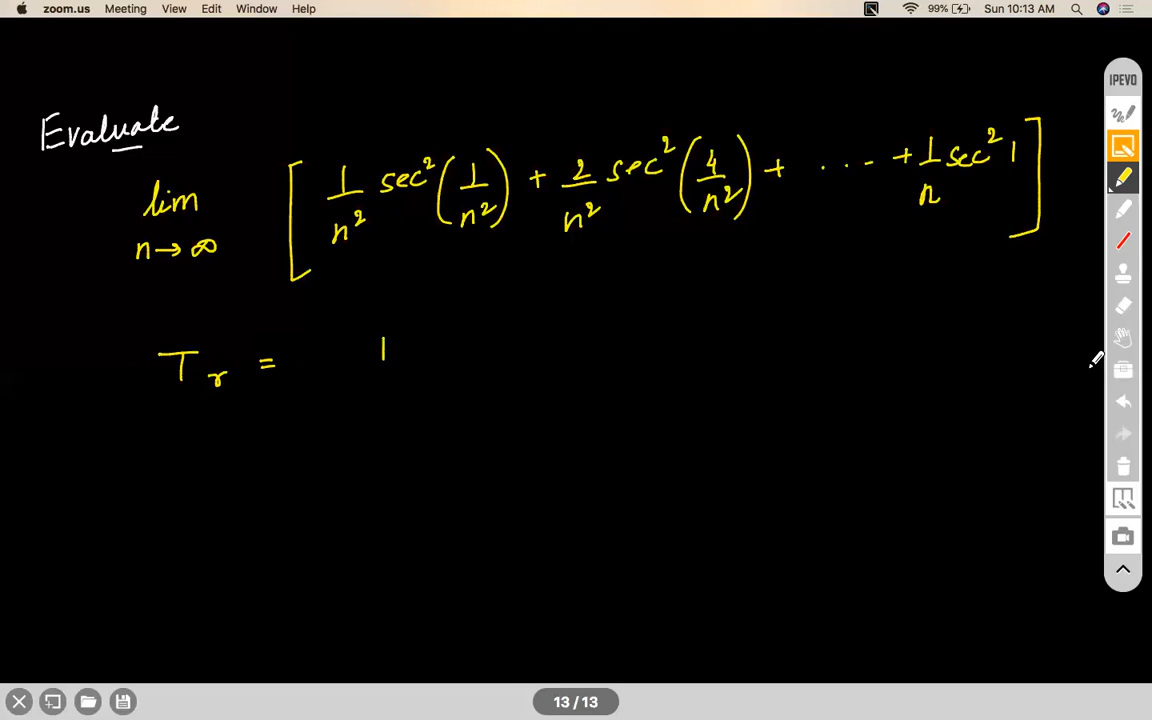 zoom.us Meeting View Edit Window Help 99% Sun 10:13 AM
IPEVO
Evaluate
lim n→∞ [ 1/n² sec² (1/n²) + 2/n² sec² (4/n²) + ..... + 1/n sec² 1 ]
T_r = 1
13 / 13